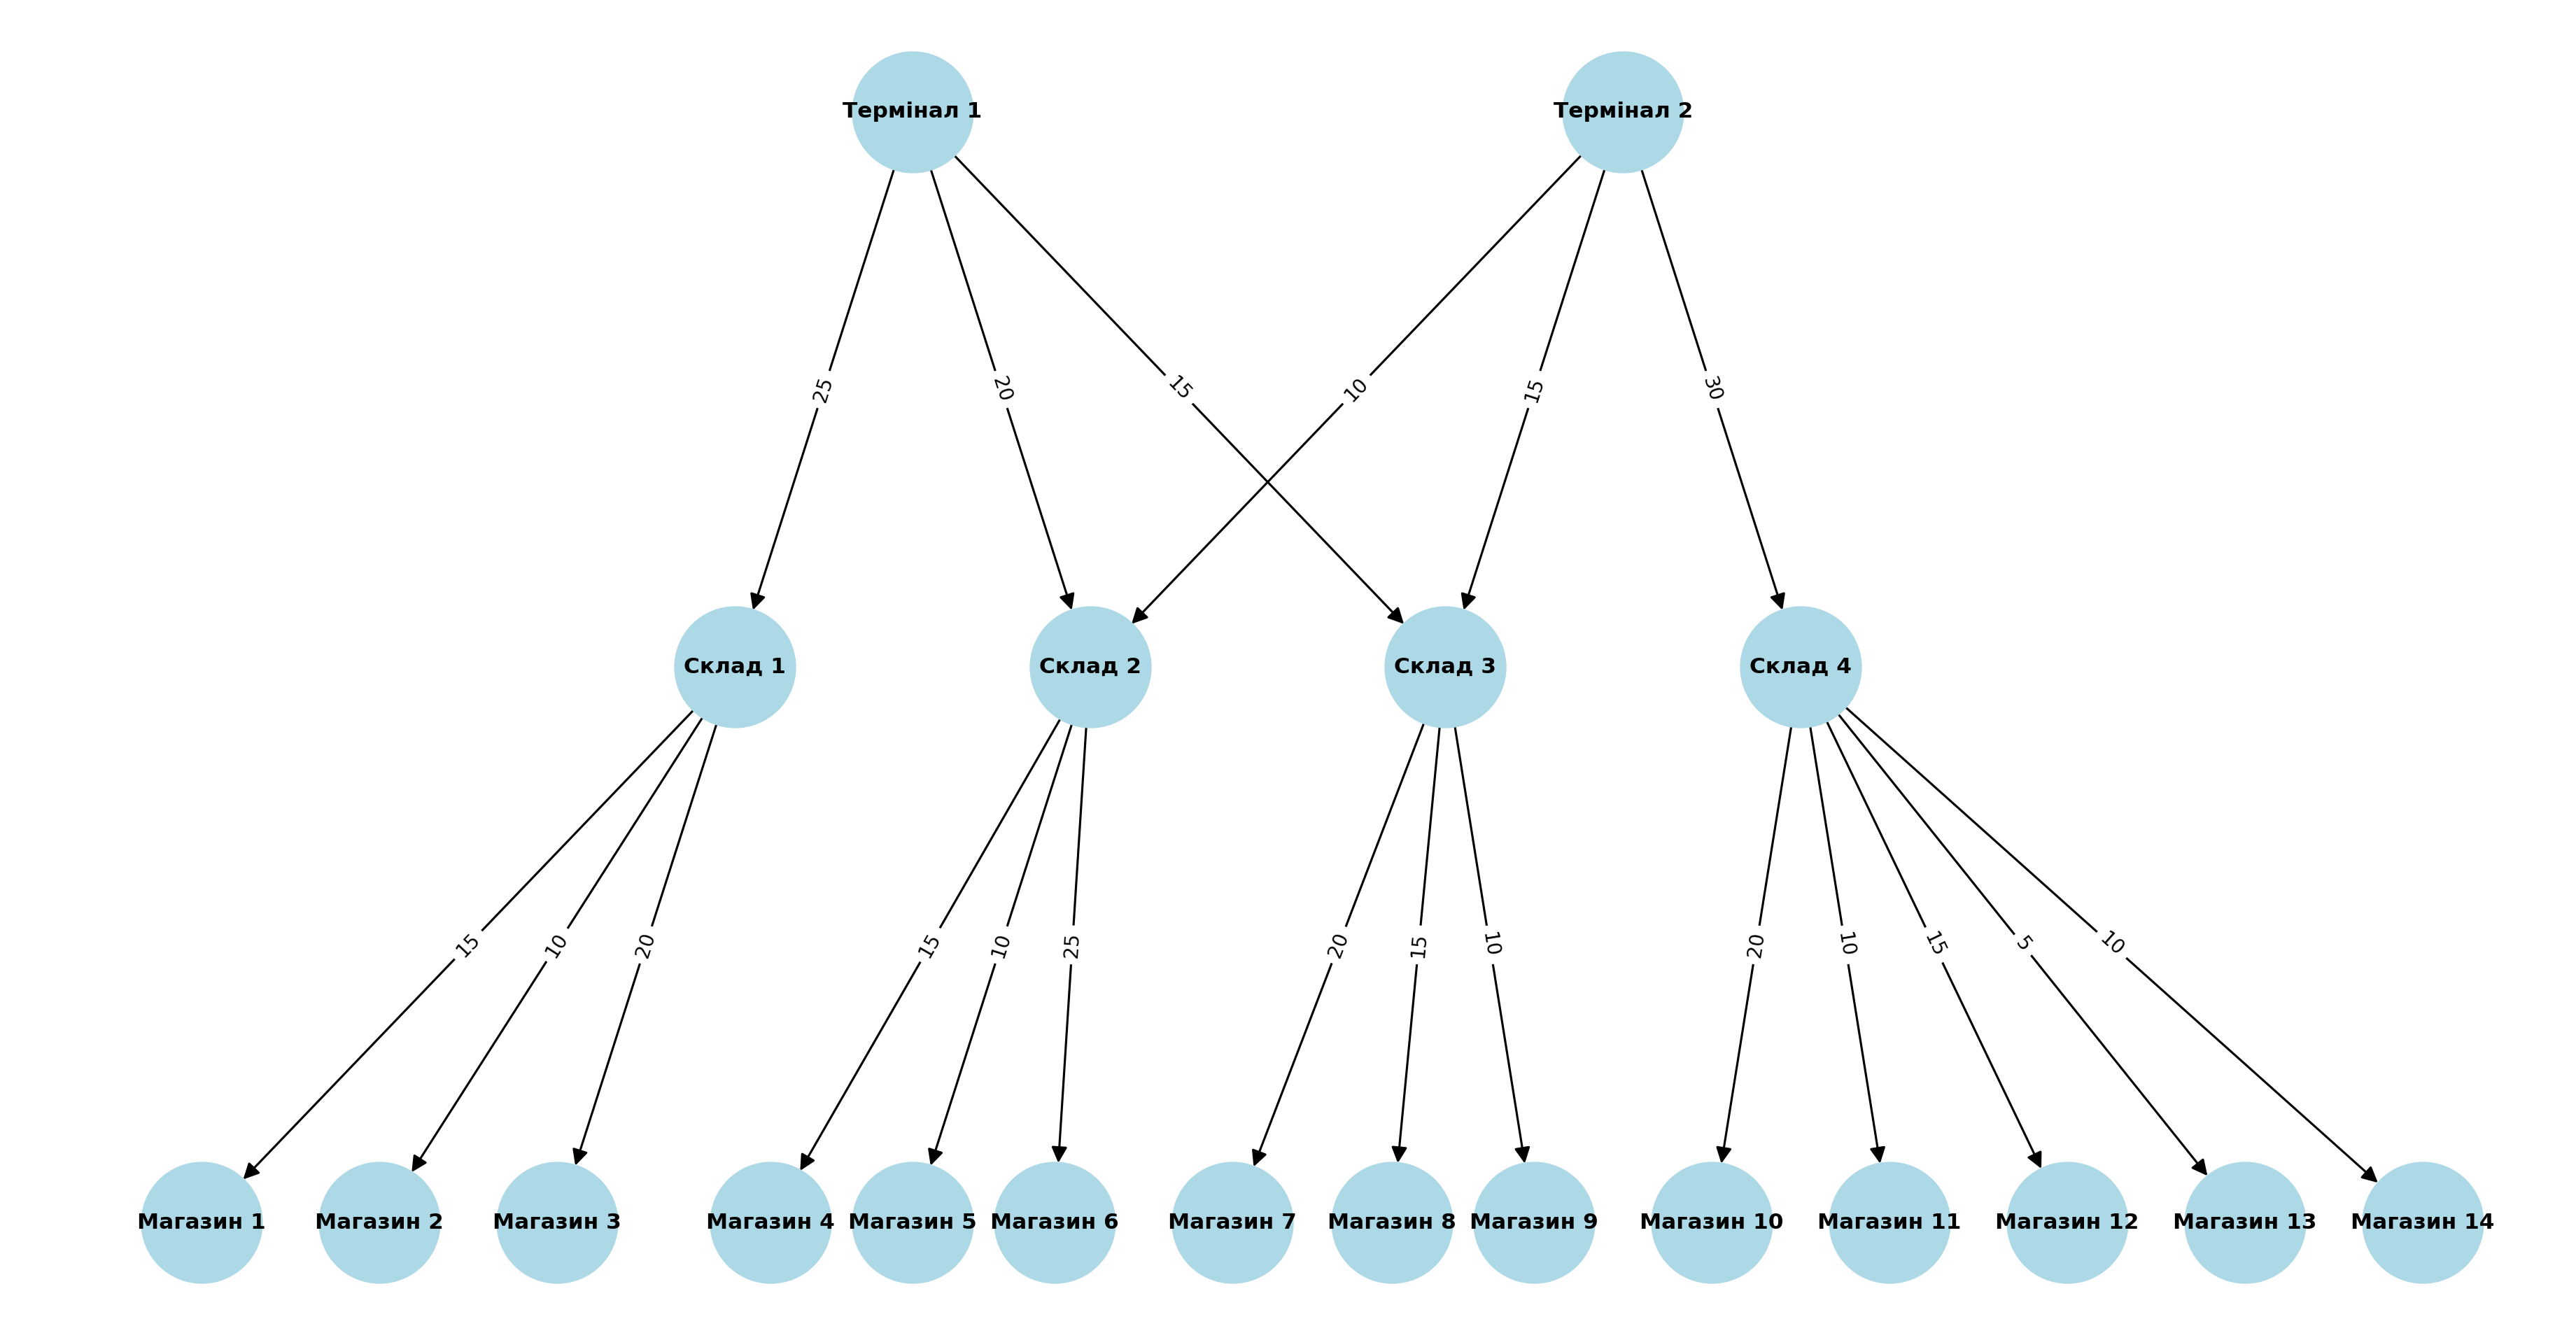 Термінал 1
Термінал 2
25
20
15
10
15
30
Склад 1
Склад 2
Склад 3
Склад 4
15
10
20
15
10
25
20
15
10
20
10
15
5
10
Магазин 1
Магазин 2
Магазин 3
Магазин 4
Магазин 5
Магазин 6
Магазин 7
Магазин 8
Магазин 9
Магазин 10
Магазин 11
Магазин 12
Магазин 13
Магазин 14